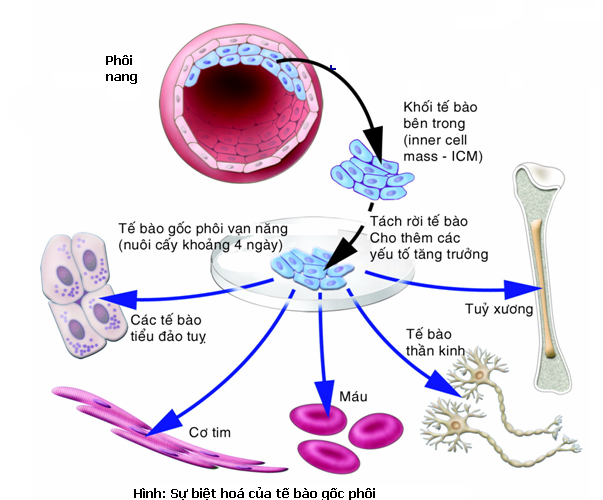 Phôi
nang
Khối tế bào
bên trong
(inner cell
mass - ICM)
Tách rời tế bào
Cho thêm các
yếu tố tăng trưởng
Tế bào gốc phôi vạn năng
(nuôi cấy khoảng 4 ngày)
Các tế bào
tiểu đảo tuỵ
Cơ tim
Máu
Tế bào
thần kinh
Tuỷ xương
Hình: Sự biệt hoá của tế bào gốc phôi